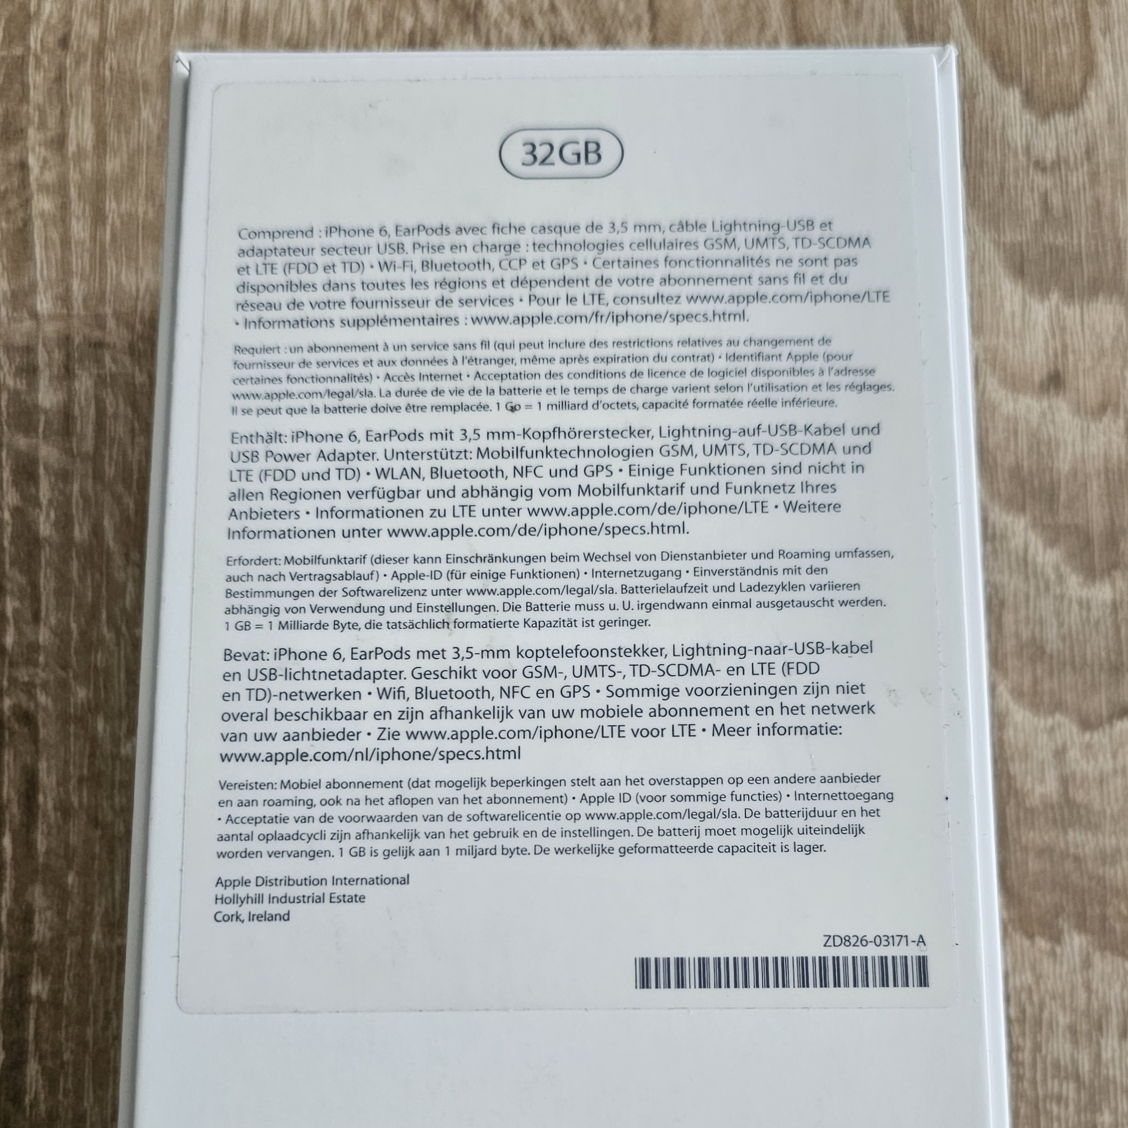 32GB
Comprend : iPhone 6, EarPods avec fiche casque de 3,5 mm, câble Lightning-USB et
adaptateur secteur USB. Prise en charge : technologies cellulaires GSM, UMTS, TD-SCDMA
et LTE (FDD et TD) • Wi-Fi, Bluetooth, CCP et GPS • Certaines fonctionnalités ne sont pas
disponibles dans toutes les régions et dépendent de votre abonnement sans fil et du
réseau de votre fournisseur de services • Pour le LTE, consultez www.apple.com/iphone/LTE
• Informations supplémentaires : www.apple.com/fr/iphone/specs.html.
Requiert : un abonnement à un service sans fil (qui peut inclure des restrictions relatives au changement de
fournisseur de services et aux données à l'étranger, même après expiration du contrat) • Identifiant Apple (pour
certaines fonctionnalités) • Accès Internet • Acceptation des conditions de licence de logiciel disponibles à l'adresse
www.apple.com/legal/sla. La durée de vie de la batterie et le temps de charge varient selon l'utilisation et les réglages.
Il se peut que la batterie doive être remplacée. 1 Go = 1 milliard d'octets, capacité formatée réelle inférieure.
Enthält: iPhone 6, EarPods mit 3,5 mm-Kopfhörerstecker, Lightning-auf-USB-Kabel und
USB Power Adapter. Unterstützt: Mobilfunktechnologien GSM, UMTS, TD-SCDMA und
LTE (FDD und TD) • WLAN, Bluetooth, NFC und GPS • Einige Funktionen sind nicht in
allen Regionen verfügbar und abhängig vom Mobilfunktarif und Funknetz Ihres
Anbieters • Informationen zu LTE unter www.apple.com/de/iphone/LTE • Weitere
Informationen unter www.apple.com/de/iphone/specs.html.
Erfordert: Mobilfunktarif (dieser kann Einschränkungen beim Wechsel von Dienstanbieter und Roaming umfassen,
auch nach Vertragsablauf) • Apple-ID (für einige Funktionen) • Internetzugang • Einverständnis mit den
Bestimmungen der Softwarelizenz unter www.apple.com/legal/sla. Batterielaufzeit und Ladezyklen variieren
abhängig von Verwendung und Einstellungen. Die Batterie muss u. U. irgendwann einmal ausgetauscht werden.
1 GB = 1 Milliarde Byte, die tatsächlich formatierte Kapazität ist geringer.
Bevat: iPhone 6, EarPods met 3,5-mm koptelefoonstekker, Lightning-naar-USB-kabel
en USB-lichtnetadapter. Geschikt voor GSM-, UMTS-, TD-SCDMA- en LTE (FDD
en TD)-netwerken • Wifi, Bluetooth, NFC en GPS • Sommige voorzieningen zijn niet
overal beschikbaar en zijn afhankelijk van uw mobiele abonnement en het netwerk
van uw aanbieder • Zie www.apple.com/iphone/LTE voor LTE • Meer informatie:
www.apple.com/nl/iphone/specs.html
Vereisten: Mobiel abonnement (dat mogelijk beperkingen stelt aan het overstappen op een andere aanbieder
en aan roaming, ook na het aflopen van het abonnement) • Apple ID (voor sommige functies) • Internettoegang
• Acceptatie van de voorwaarden van de softwarelicentie op www.apple.com/legal/sla. De batterijduur en het
aantal oplaadcycli zijn afhankelijk van het gebruik en de instellingen. De batterij moet mogelijk uiteindelijk
worden vervangen. 1 GB is gelijk aan 1 miljard byte. De werkelijke geformatteerde capaciteit is lager.
Apple Distribution International
Hollyhill Industrial Estate
Cork, Ireland
ZD826-03171-A